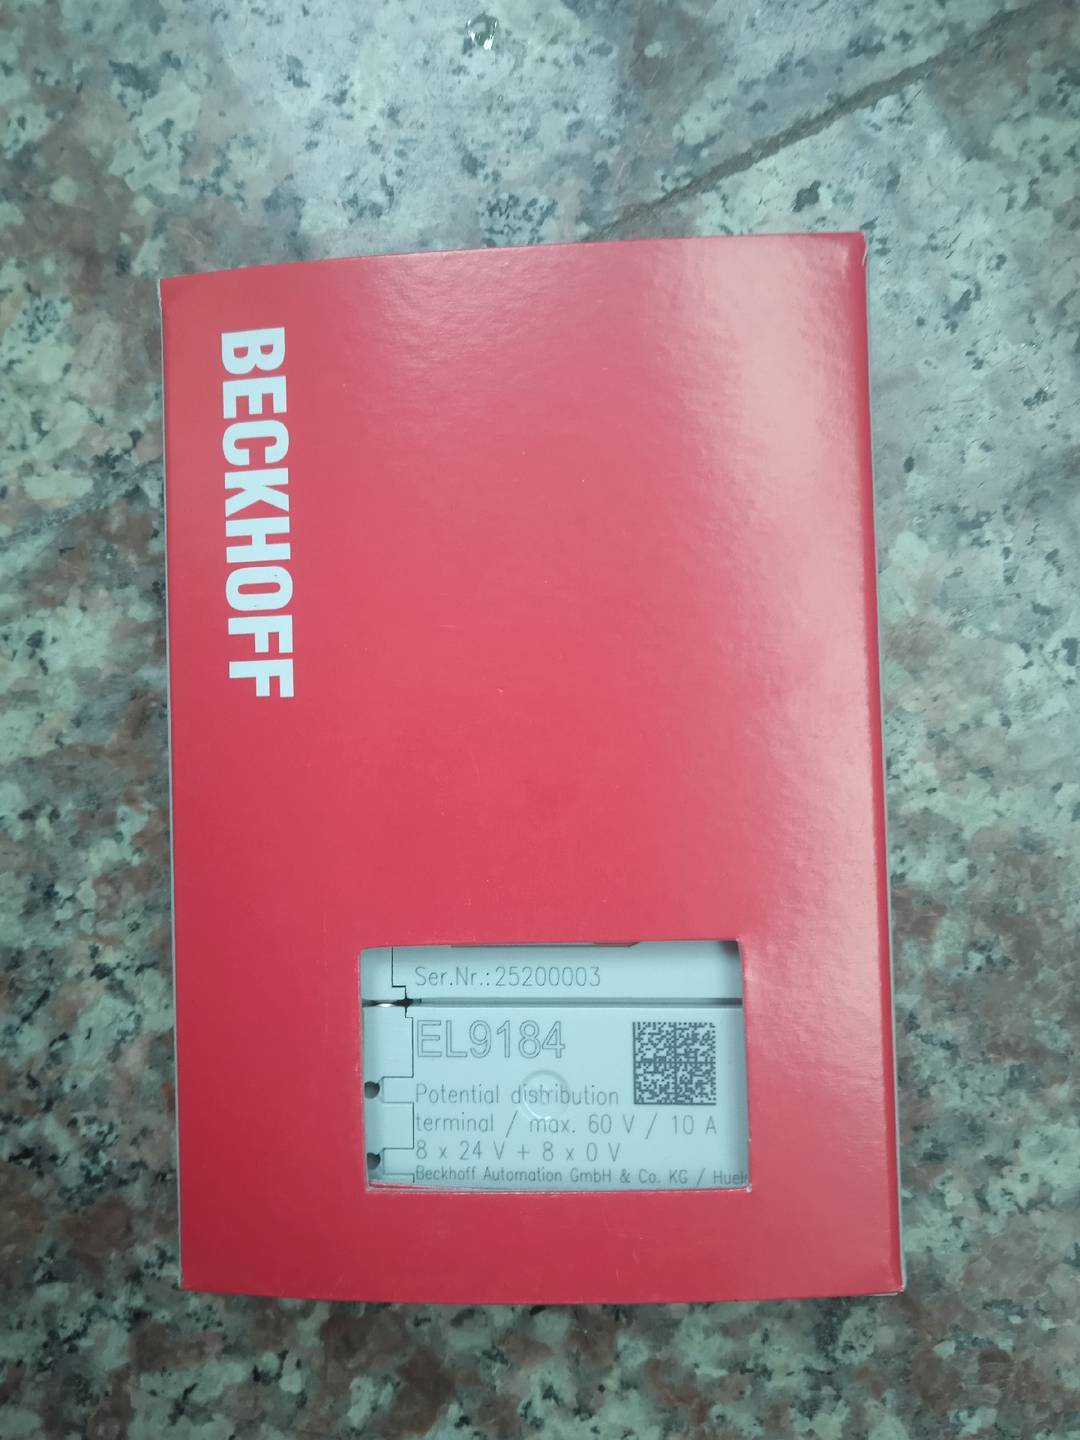 BECKHOFF
Ser.Nr.:25200003
EL9184
Potential distribution
terminal / max. 60 V / 10 A
8 x 24 V + 8 x 0 V
Beckhoff Automation GmbH & Co. KG /